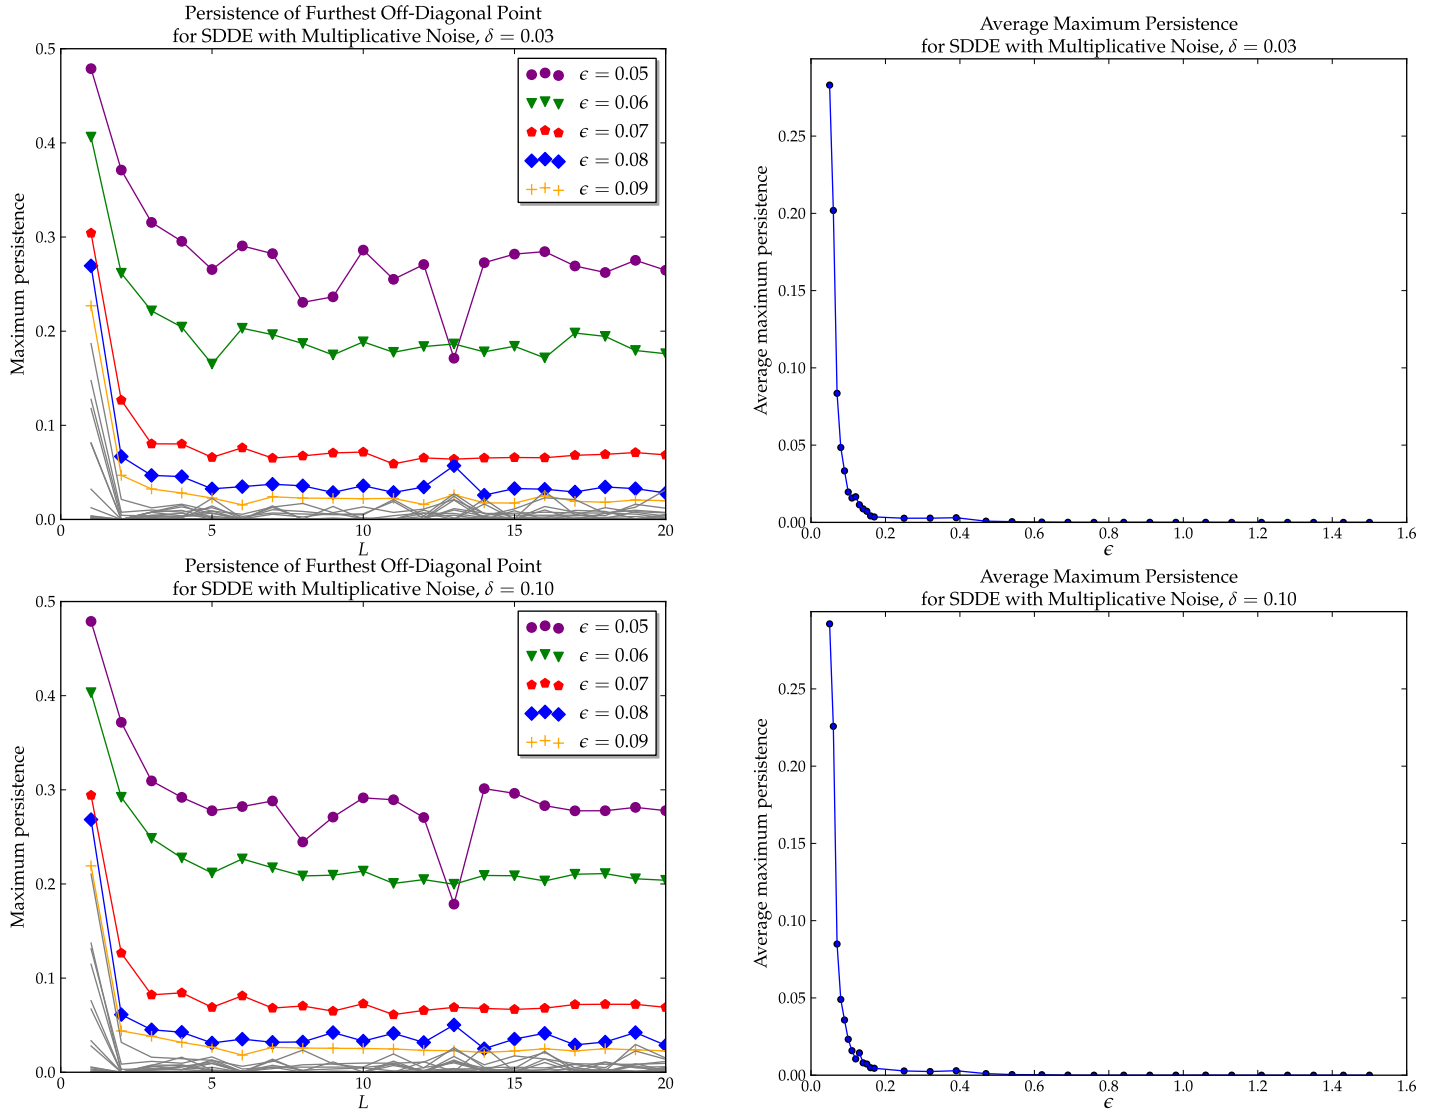 Persistence of Furthest Off-Diagonal Point
for SDDE with Multiplicative Noise, δ = 0.03
0.5
0.4
0.3
0.2
0.1
0.0
Maximum persistence
0 5 10 15 20
L
ϵ = 0.05
ϵ = 0.06
ϵ = 0.07
ϵ = 0.08
ϵ = 0.09
Average Maximum Persistence
for SDDE with Multiplicative Noise, δ = 0.03
0.25
0.20
0.15
0.10
0.05
0.00
Average maximum persistence
0.0 0.2 0.4 0.6 0.8 1.0 1.2 1.4 1.6
ϵ
Persistence of Furthest Off-Diagonal Point
for SDDE with Multiplicative Noise, δ = 0.10
0.5
0.4
0.3
0.2
0.1
0.0
Maximum persistence
0 5 10 15 20
L
ϵ = 0.05
ϵ = 0.06
ϵ = 0.07
ϵ = 0.08
ϵ = 0.09
Average Maximum Persistence
for SDDE with Multiplicative Noise, δ = 0.10
0.25
0.20
0.15
0.10
0.05
0.00
Average maximum persistence
0.0 0.2 0.4 0.6 0.8 1.0 1.2 1.4 1.6
ϵ